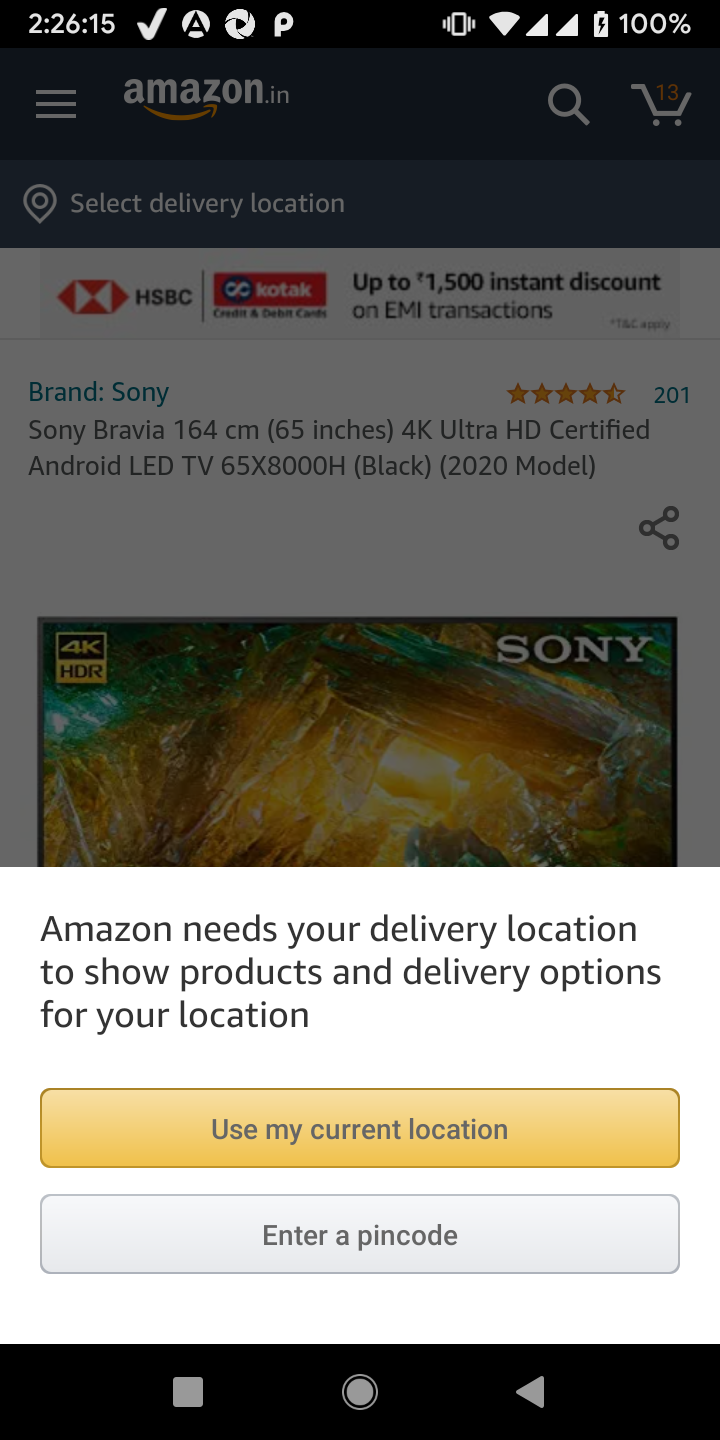 2:26:15 P 100%
amazon.in 13
Select delivery location
HSBC kotak Credit & Debit Cards Up to ₹1,500 instant discount
on EMI transactions
*T&C apply
Brand: Sony 201
Sony Bravia 164 cm (65 inches) 4K Ultra HD Certified
Android LED TV 65X8000H (Black) (2020 Model)
4K SONY
HDR
Amazon needs your delivery location
to show products and delivery options
for your location
Use my current location
Enter a pincode